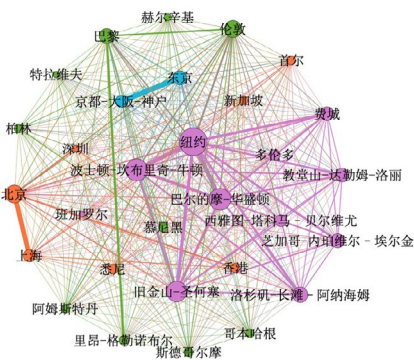 赫尔辛基
巴黎
伦敦
首尔
特拉维夫
东京
京都-大阪-神户
新加坡
费城
柏林
纽约
深圳
多伦多
波士顿-坎布里奇-牛顿
教堂山-达勒姆-洛丽
北京
巴尔的摩-华盛顿
班加罗尔
西雅图-塔科马 - 贝尔维尤
慕尼黑
芝加哥 内珀维尔 - 埃尔金
上海
悉尼
香港
旧金山-圣何塞
洛杉矶-长滩 - 阿纳海姆
阿姆斯特丹
哥本哈根
里昂-格勒诺布尔
斯德哥尔摩